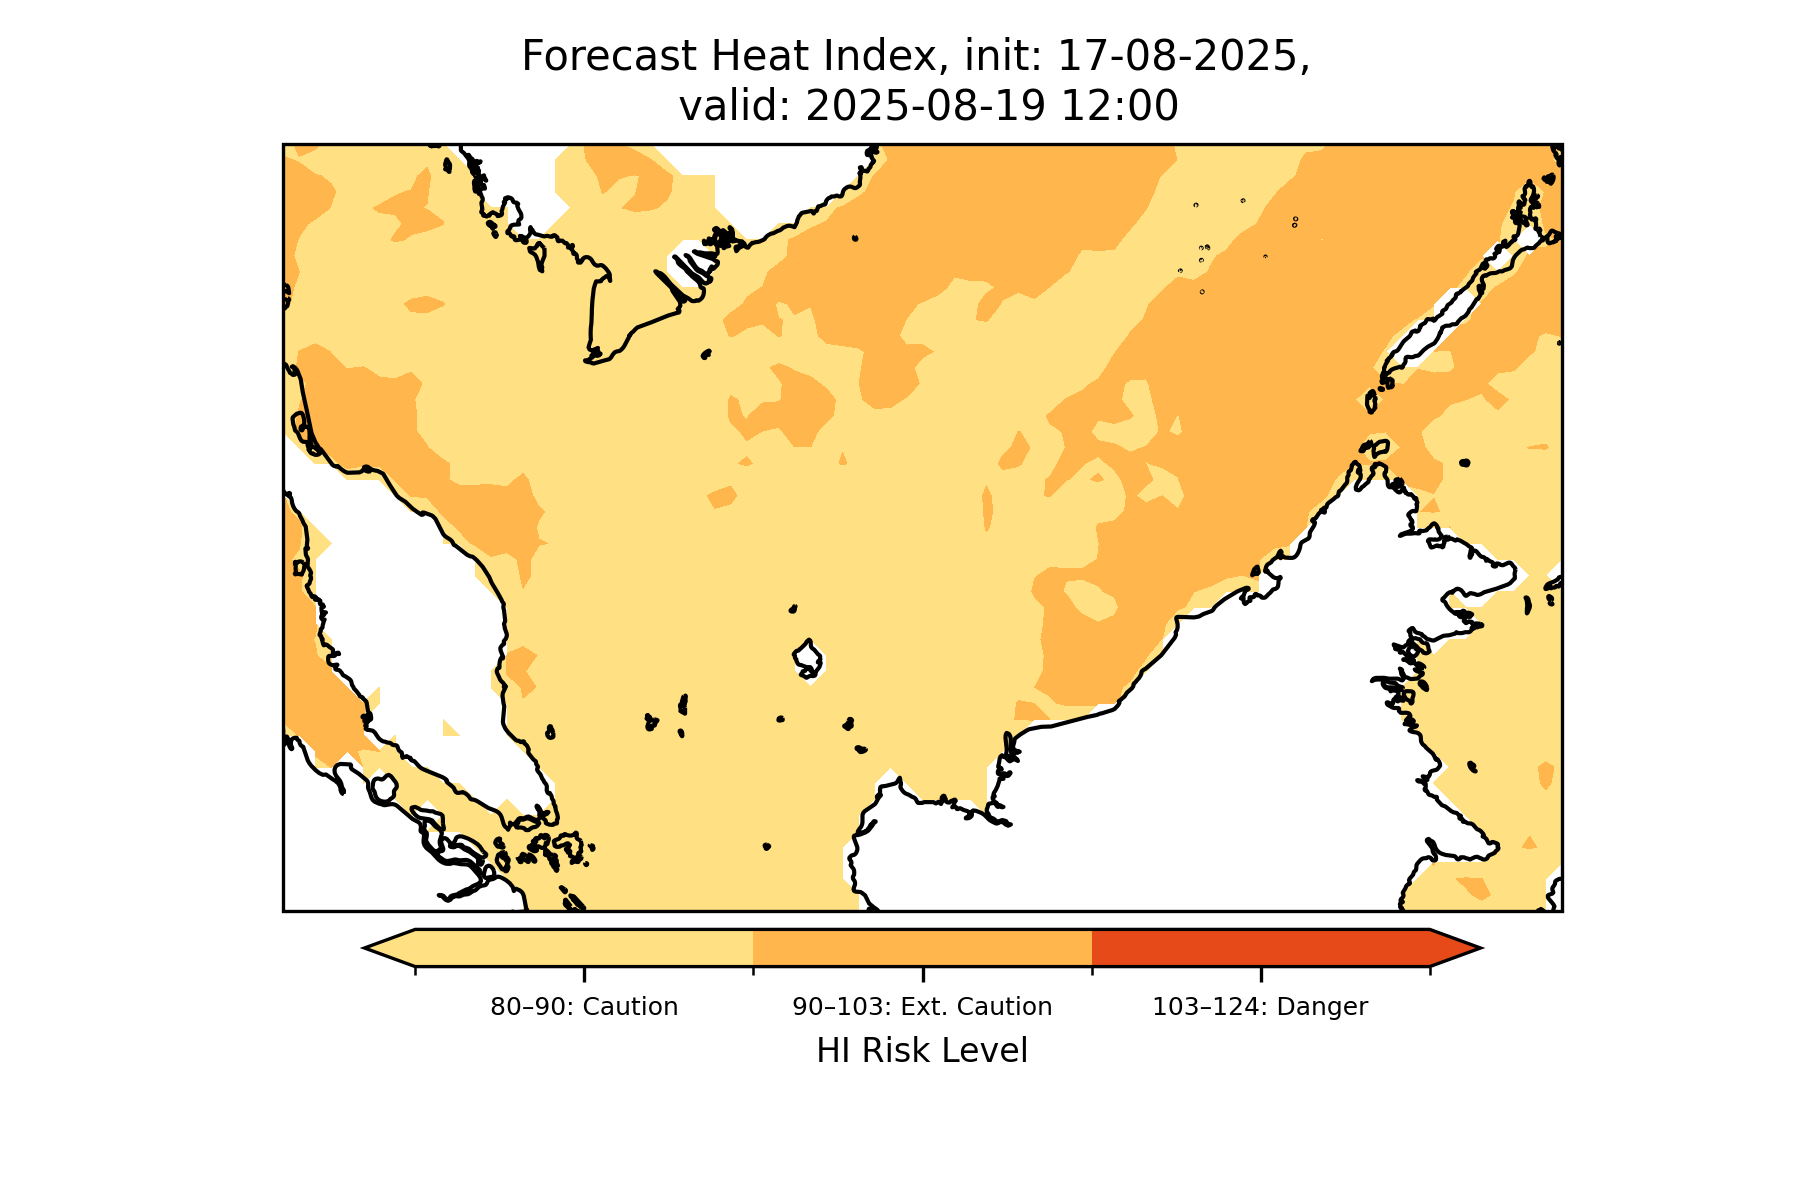 Forecast Heat Index, init: 17-08-2025,
valid: 2025-08-19 12:00
80–90: Caution
90–103: Ext. Caution
103–124: Danger
HI Risk Level